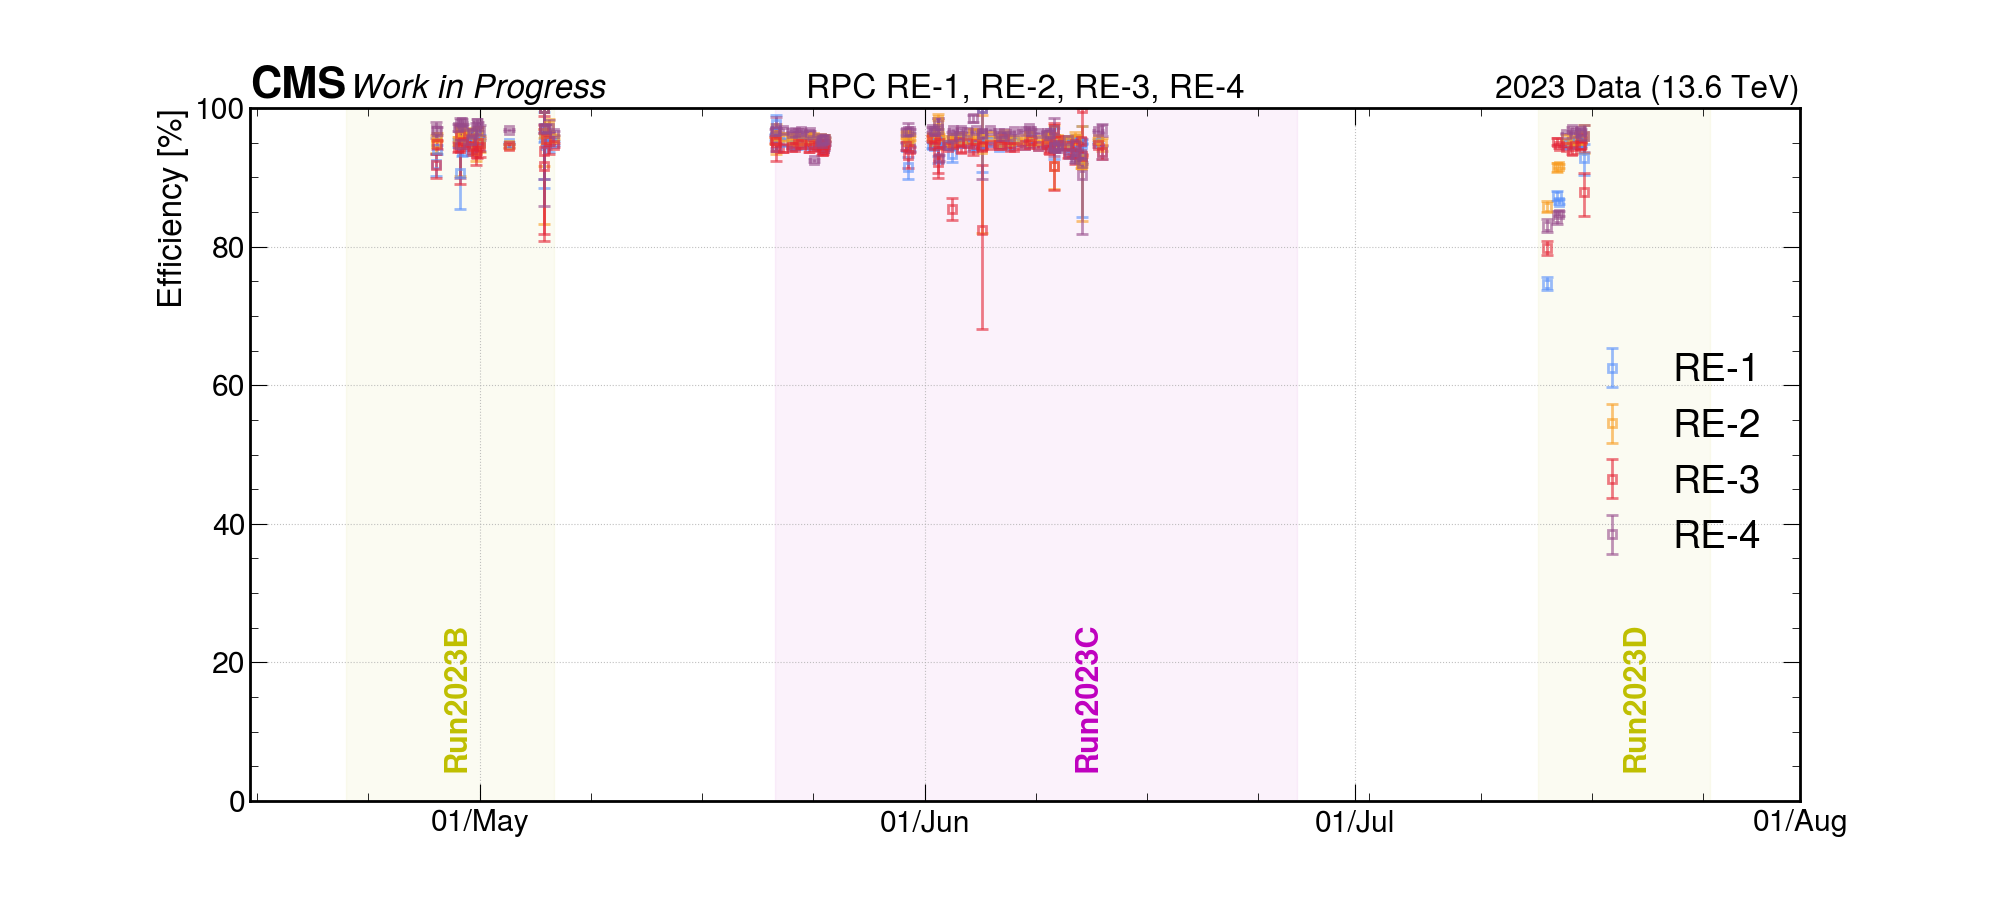 CMS Work in Progress RPC RE-1, RE-2, RE-3, RE-4 2023 Data (13.6 TeV)
Efficiency [%]
100
80
60
40
20
0
RE-1
RE-2
RE-3
RE-4
Run2023B
Run2023C
Run2023D
01/May 01/Jun 01/Jul 01/Aug